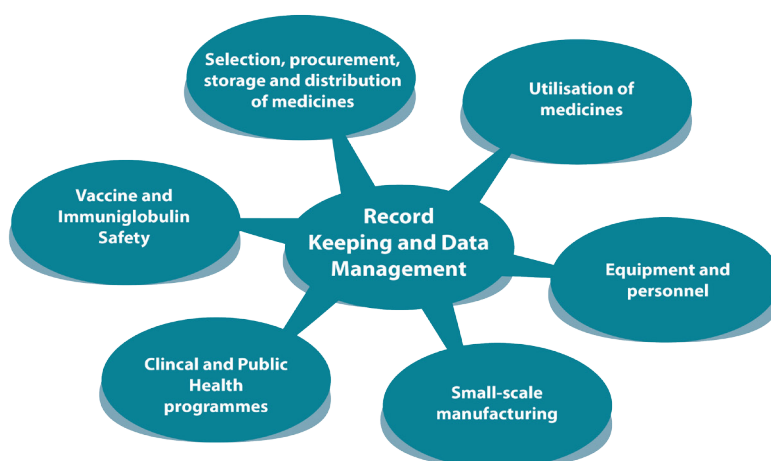 Selection, procurement,
storage and distribution
of medicines
Utilisation of
medicines
Vaccine and
Immuniglobulin
Safety
Record
Keeping and Data
Management
Equipment and
personnel
Clincal and Public
Health
programmes
Small-scale
manufacturing